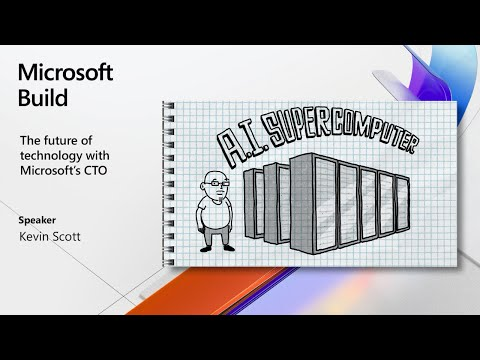 Microsoft
Build
The future of
technology with
Microsoft's CTO
Speaker
Kevin Scott
A.I. SUPERCOMPUTER